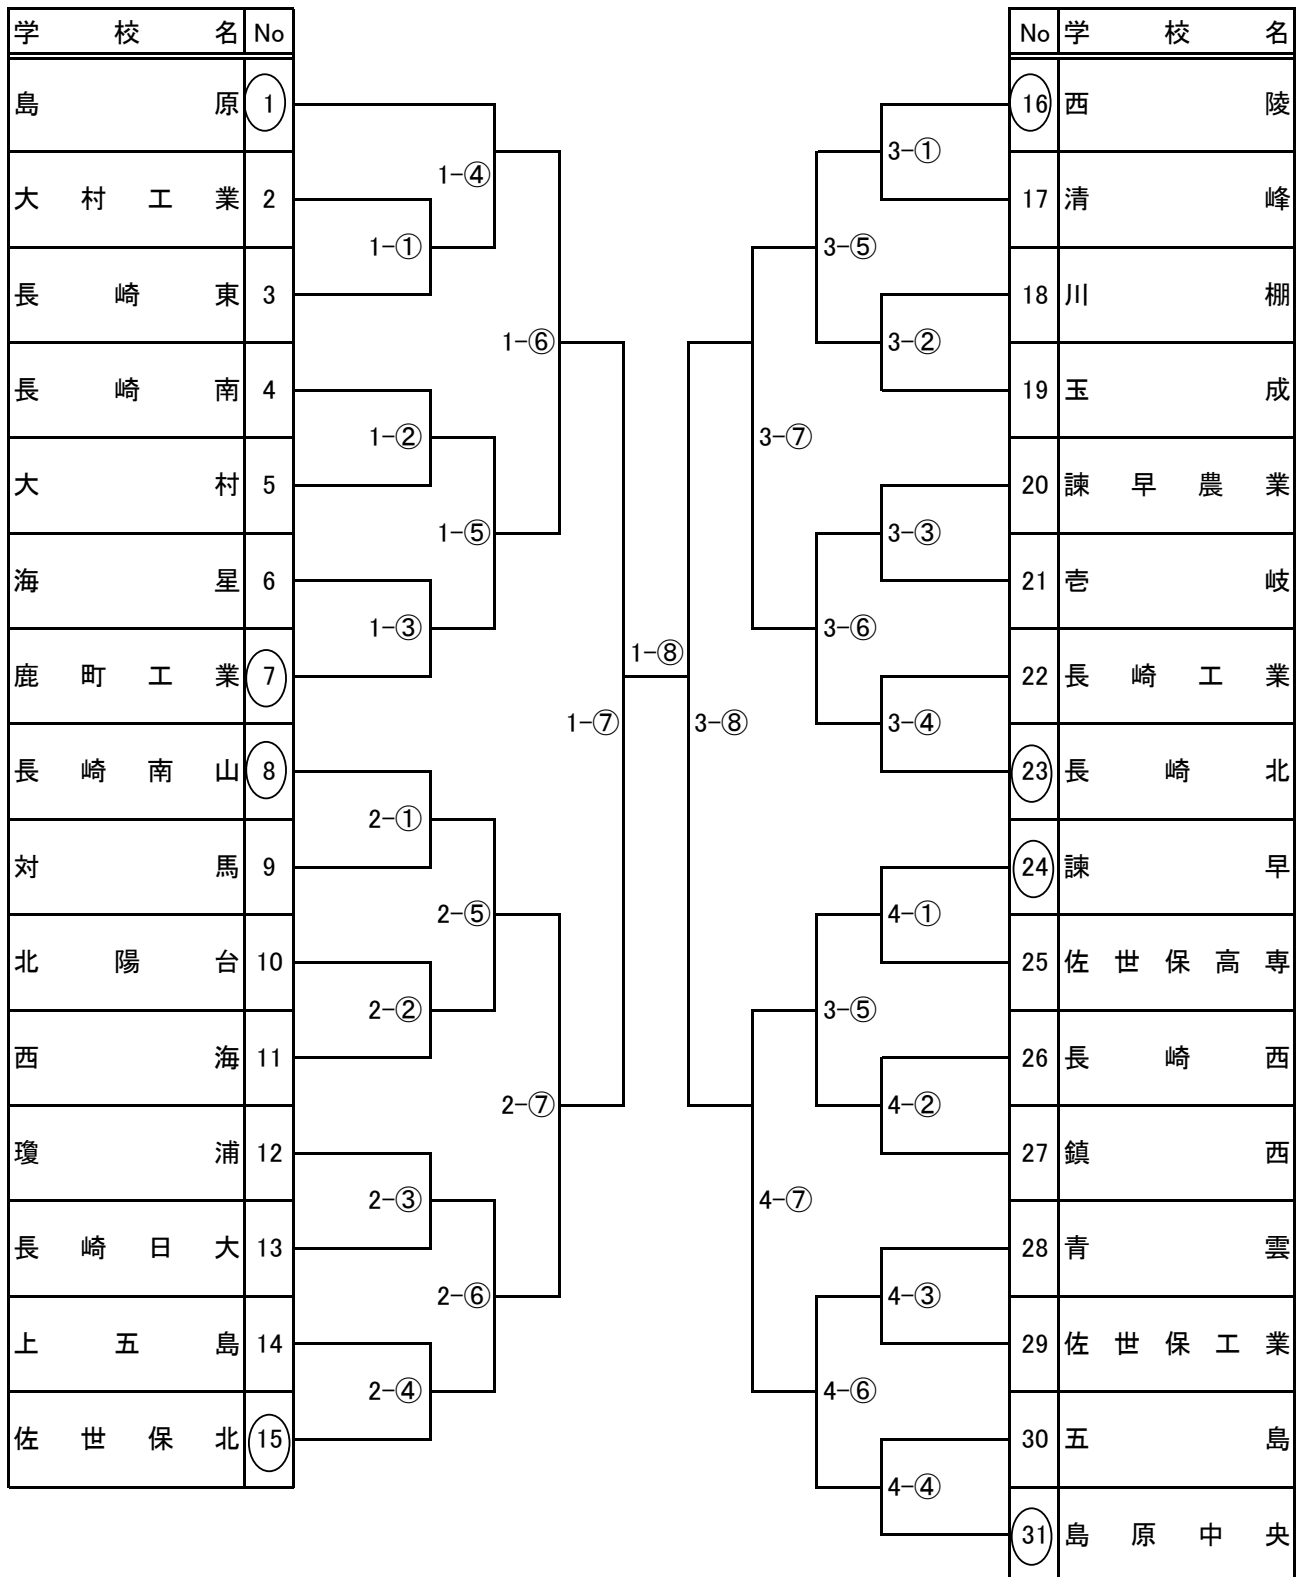 学校名 No
島原 1
大村工業 2
長崎東 3
長崎南 4
大村 5
海星 6
鹿町工業 7
長崎南山 8
対馬 9
北陽台 10
西海 11
瓊浦 12
長崎日大 13
上五島 14
佐世保北 15
1-④
1-①
1-⑥
1-②
1-⑤
1-③
1-⑦
2-①
2-⑤
2-②
2-⑦
2-③
2-⑥
2-④
1-⑧
3-⑧
3-①
3-⑤
3-②
3-⑦
3-③
3-⑥
3-④
4-①
3-⑤
4-②
4-⑦
4-③
4-⑥
4-④
No 学校名
16 西陵
17 清峰
18 川棚
19 玉成
20 諫早農業
21 壱岐
22 長崎工業
23 長崎北
24 諫早
25 佐世保高専
26 長崎西
27 鎮西
28 青雲
29 佐世保工業
30 五島
31 島原中央